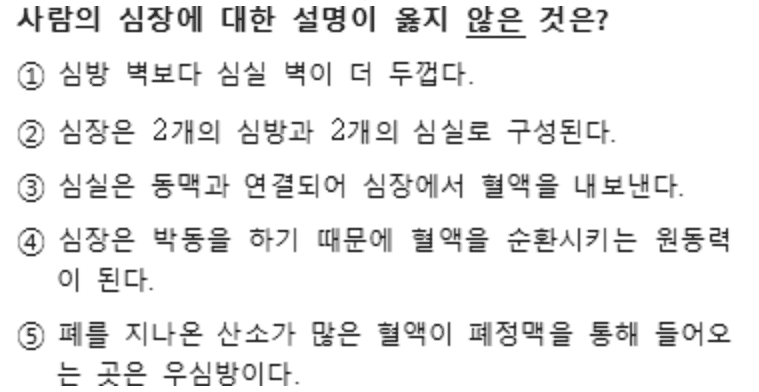 사람의 심장에 대한 설명이 옳지 않은 것은?
① 심방 벽보다 심실 벽이 더 두껍다.
② 심장은 2개의 심방과 2개의 심실로 구성된다.
③ 심실은 동맥과 연결되어 심장에서 혈액을 내보낸다.
④ 심장은 박동을 하기 때문에 혈액을 순환시키는 원동력
이 된다.
⑤ 폐를 지나온 산소가 많은 혈액이 폐정맥을 통해 들어오
는 곳은 우심방이다.